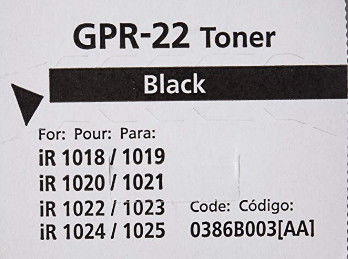 GPR-22 Toner
Black
For: Pour: Para:
iR 1018 / 1019
iR 1020 / 1021
iR 1022 / 1023
iR 1024 / 1025
Code: Código:
0386B003[AA]